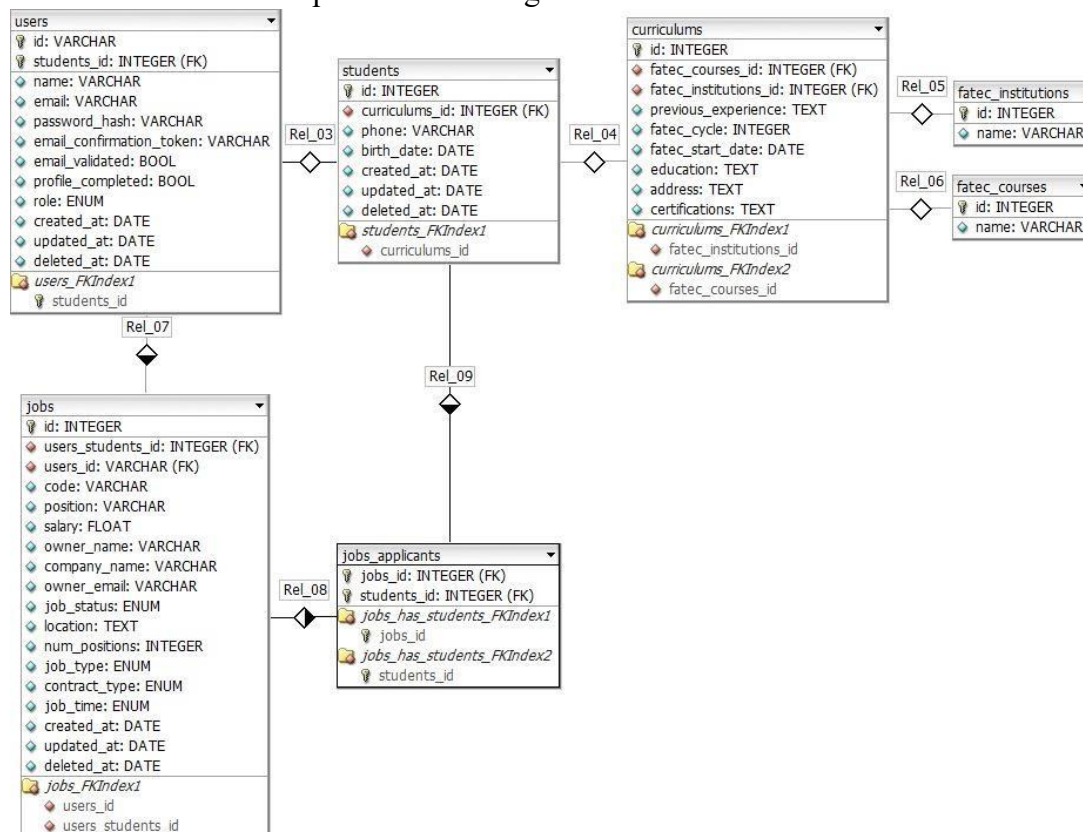 users
id: VARCHAR
students_id: INTEGER (FK)
name: VARCHAR
email: VARCHAR
password_hash: VARCHAR
email_confirmation_token: VARCHAR
email_validated: BOOL
profile_completed: BOOL
role: ENUM
created_at: DATE
updated_at: DATE
deleted_at: DATE
users_FKIndex1
students_id
Rel_03
students
id: INTEGER
curriculums_id: INTEGER (FK)
phone: VARCHAR
birth_date: DATE
created_at: DATE
updated_at: DATE
deleted_at: DATE
students_FKIndex1
curriculums_id
Rel_04
curriculums
id: INTEGER
fatec_courses_id: INTEGER (FK)
fatec_institutions_id: INTEGER (FK)
previous_experience: TEXT
fatec_cycle: INTEGER
fatec_start_date: DATE
education: TEXT
address: TEXT
certifications: TEXT
curriculums_FKIndex1
fatec_institutions_id
curriculums_FKIndex2
fatec_courses_id
Rel_05
fatec_institutions
id: INTEGER
name: VARCHAR
Rel_06
fatec_courses
id: INTEGER
name: VARCHAR
Rel_07
Rel_09
jobs
id: INTEGER
users_students_id: INTEGER (FK)
users_id: VARCHAR (FK)
code: VARCHAR
position: VARCHAR
salary: FLOAT
owner_name: VARCHAR
company_name: VARCHAR
owner_email: VARCHAR
job_status: ENUM
location: TEXT
num_positions: INTEGER
job_type: ENUM
contract_type: ENUM
job_time: ENUM
created_at: DATE
updated_at: DATE
deleted_at: DATE
jobs_FKIndex1
users_id
users_students_id
Rel_08
jobs_applicants
jobs_id: INTEGER (FK)
students_id: INTEGER (FK)
jobs_has_students_FKIndex1
jobs_id
jobs_has_students_FKIndex2
students_id